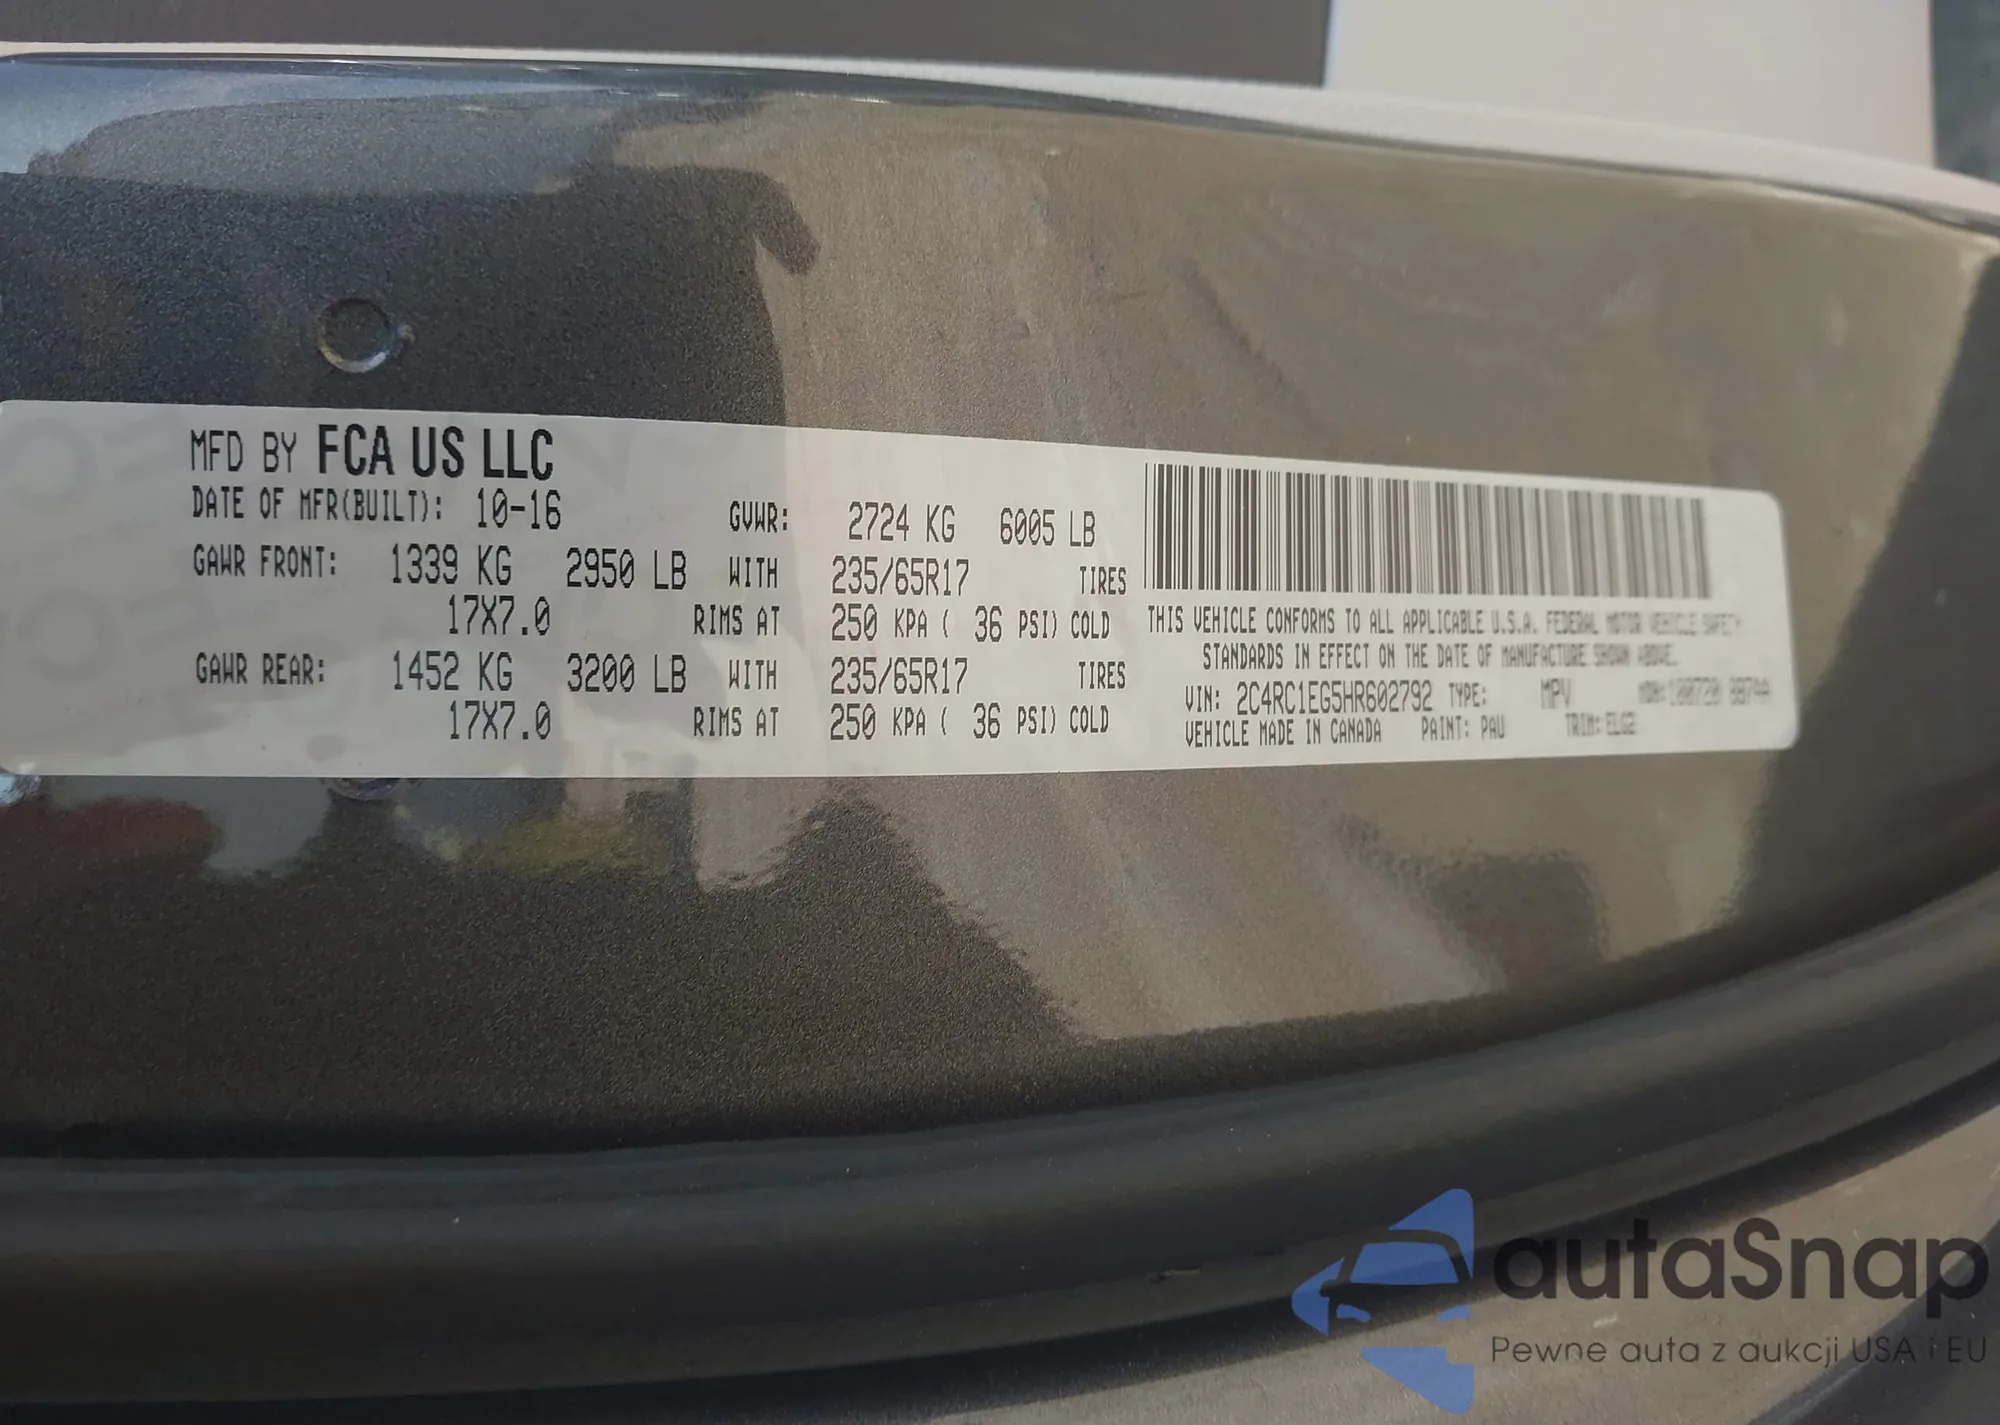 MFD BY FCA US LLC
DATE OF MFR(BUILT): 10-16 GVWR: 2724 KG 6005 LB
GAWR FRONT: 1339 KG 2950 LB WITH 235/65R17 TIRES
17X7.0 RIMS AT 250 KPA ( 36 PSI) COLD
GAWR REAR: 1452 KG 3200 LB WITH 235/65R17 TIRES
17X7.0 RIMS AT 250 KPA ( 36 PSI) COLD
THIS VEHICLE CONFORMS TO ALL APPLICABLE U.S.A. FEDERAL MOTOR VEHICLE SAFETY
STANDARDS IN EFFECT ON THE DATE OF MANUFACTURE SHOWN ABOVE.
VIN: 2C4RC1EG5HR602792 TYPE: MPV MDH:
VEHICLE MADE IN CANADA PAINT: PAU TRIM: ELG2
autaSnap
Pewne auta z aukcji USA i EU